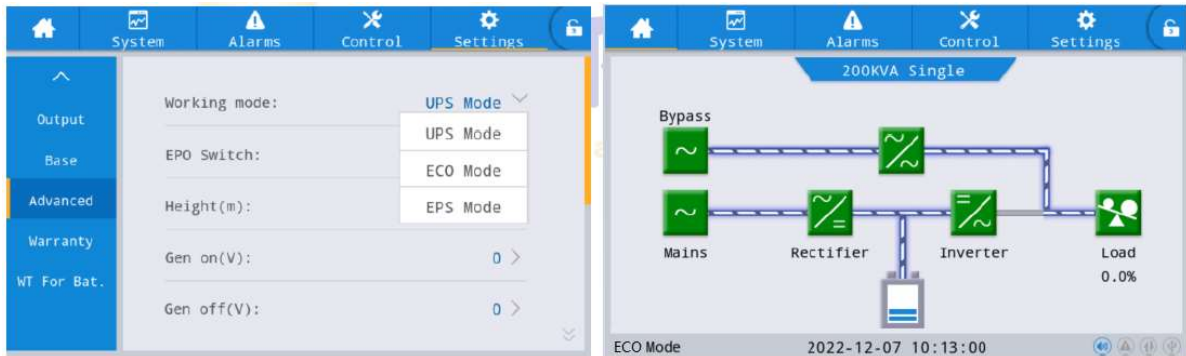 System Alarms Control Settings
Output
Base
Advanced
Warranty
WT For Bat.
Working mode: UPS Mode
UPS Mode
ECO Mode
EPS Mode
EPO Switch:
Height(m):
Gen on(V): 0
Gen off(V): 0
System Alarms Control Settings
200KVA Single
Bypass
Mains
Rectifier
Inverter
Load
0.0%
ECO Mode 2022-12-07 10:13:00